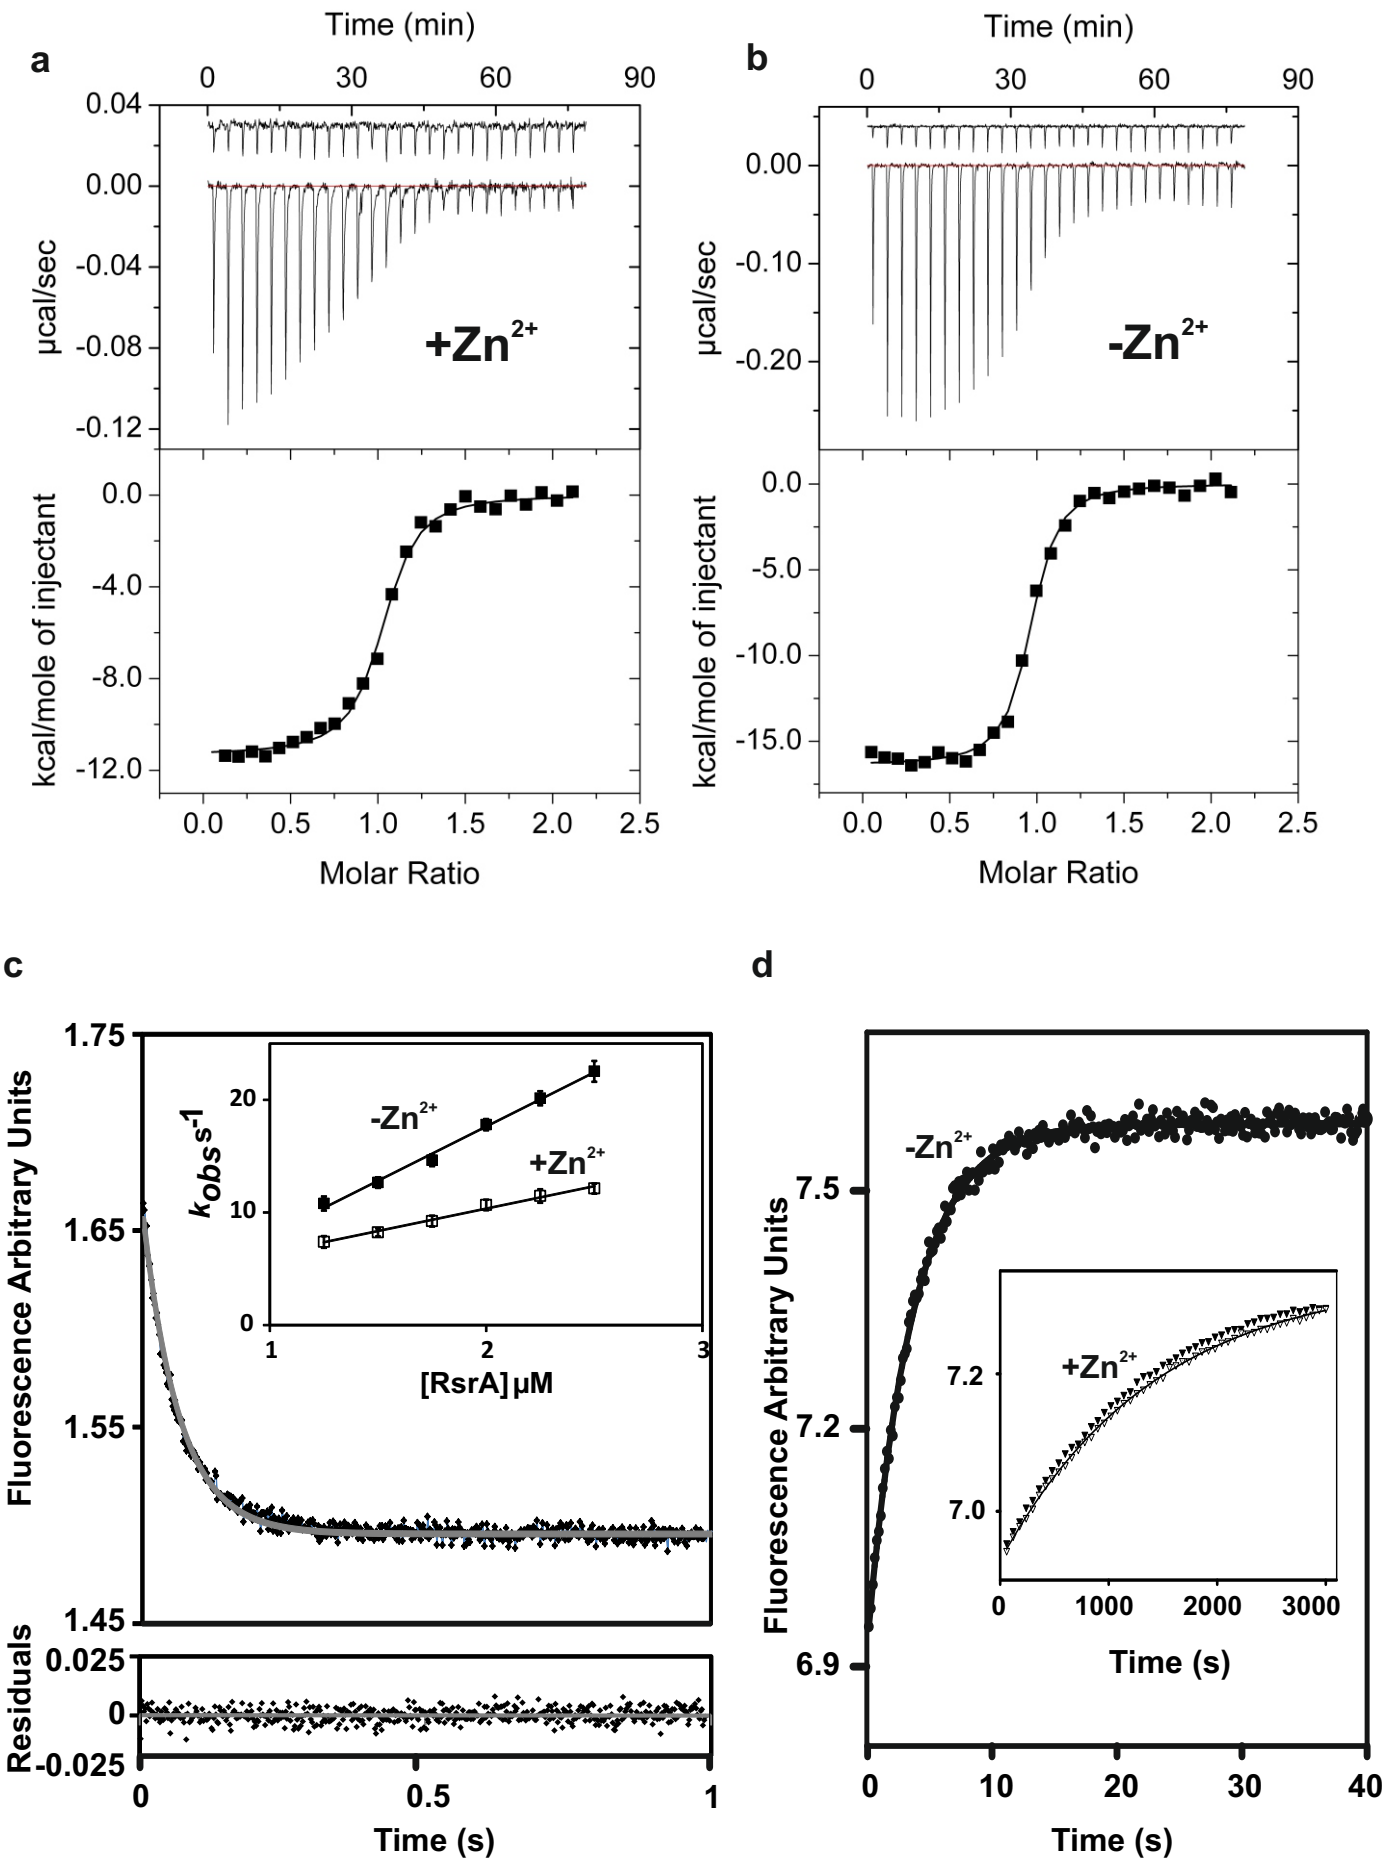 a
Time (min)
0 30 60 90
0.04
0.00
-0.04
-0.08
-0.12
µcal/sec
+Zn2+
0.0
-4.0
-8.0
-12.0
kcal/mole of injectant
0.0 0.5 1.0 1.5 2.0 2.5
Molar Ratio
b
Time (min)
0 30 60 90
0.00
-0.10
-0.20
µcal/sec
-Zn2+
0.0
-5.0
-10.0
-15.0
kcal/mole of injectant
0.0 0.5 1.0 1.5 2.0 2.5
Molar Ratio
c
1.75
1.65
1.55
1.45
Fluorescence Arbitrary Units
20
10
0
kobs s-1
-Zn2+
+Zn2+
1 2 3
[RsrA] µM
0.025
0
-0.025
Residuals
0 0.5 1
Time (s)
d
7.5
7.2
6.9
Fluorescence Arbitrary Units
-Zn2+
7.2
7.0
+Zn2+
0 1000 2000 3000
Time (s)
0 10 20 30 40
Time (s)